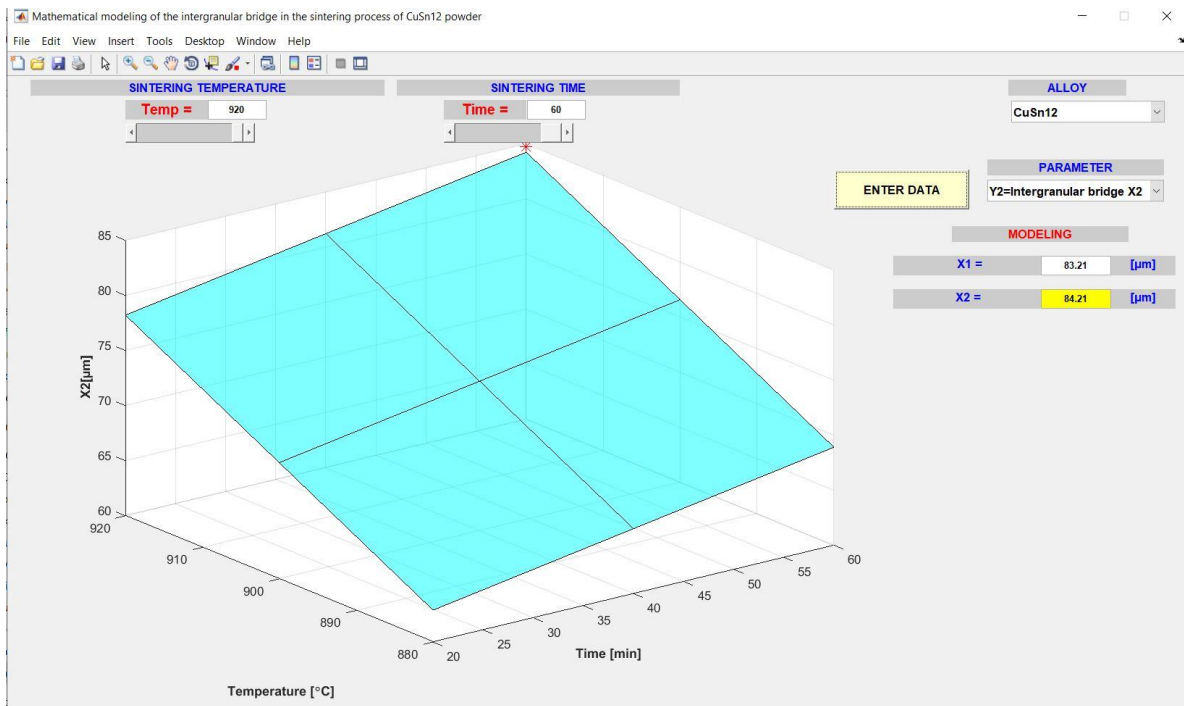 Mathematical modeling of the intergranular bridge in the sintering process of CuSn12 powder
File Edit View Insert Tools Desktop Window Help
SINTERING TEMPERATURE
Temp = 920
SINTERING TIME
Time = 60
ALLOY
CuSn12
ENTER DATA
PARAMETER
Y2=Intergranular bridge X2
MODELING
X1 = 83.21 [µm]
X2 = 84.21 [µm]
X2[µm]
85
80
75
70
65
60
920
910
900
890
880
Temperature [°C]
20
25
30
35
40
45
50
55
60
Time [min]